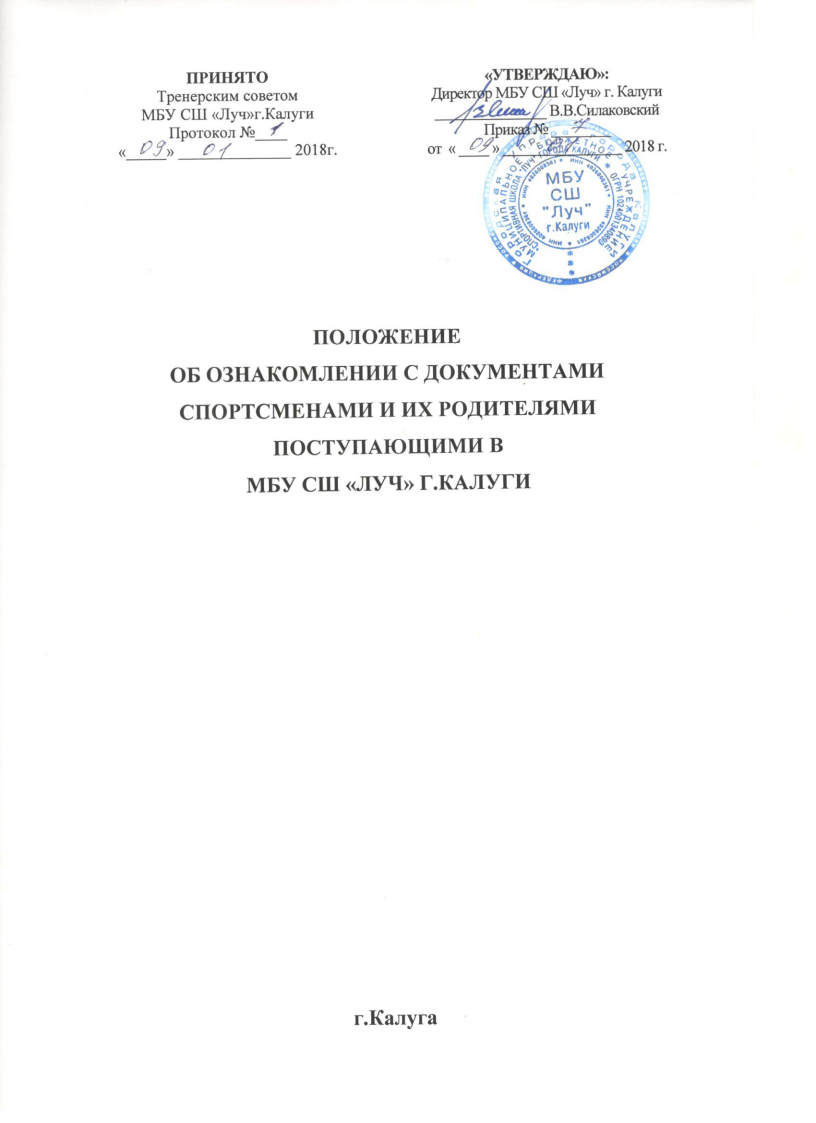 ПРИНЯТО
Тренерским советом
МБУ СШ «Луч»г.Калуги
Протокол № 1
« 09 » 01 2018г.
«УТВЕРЖДАЮ»:
Директор МБУ СШ «Луч» г. Калуги
В.В.Силаковский
Приказ № 7
от « 09 » 2018 г.
МБУ
СШ
"Луч"
г.Калуги
ПОЛОЖЕНИЕ
ОБ ОЗНАКОМЛЕНИИ С ДОКУМЕНТАМИ
СПОРТСМЕНАМИ И ИХ РОДИТЕЛЯМИ
ПОСТУПАЮЩИМИ В
МБУ СШ «ЛУЧ» Г.КАЛУГИ
г.Калуга